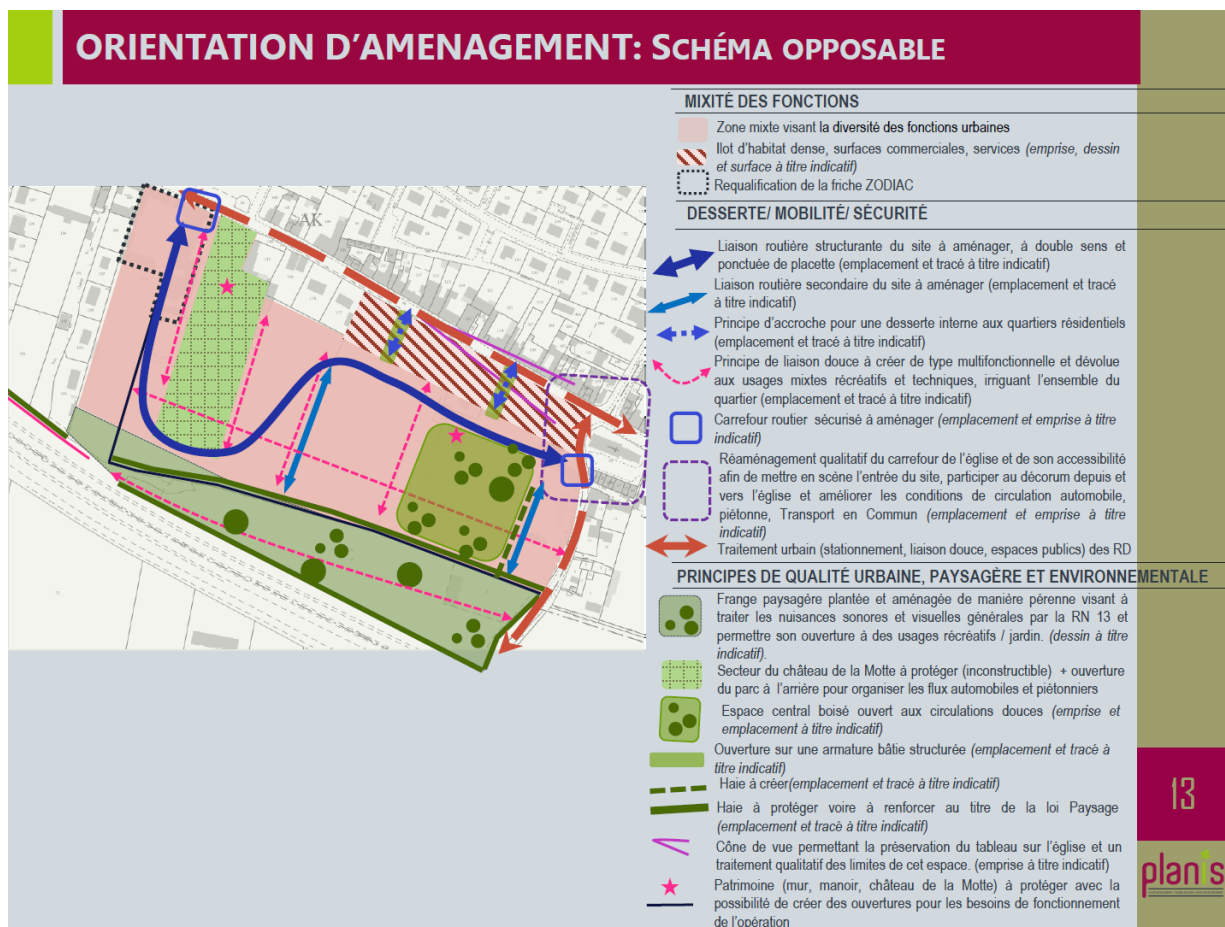 ORIENTATION D'AMENAGEMENT: SCHÉMA OPPOSABLE
MIXITÉ DES FONCTIONS
Zone mixte visant la diversité des fonctions urbaines
Ilot d'habitat dense, surfaces commerciales, services (emprise, dessin
et surface à titre indicatif)
Requalification de la friche ZODIAC
DESSERTE/ MOBILITÉ/ SÉCURITÉ
Liaison routière structurante du site à aménager, à double sens et
ponctuée de placette (emplacement et tracé à titre indicatif)
Liaison routière secondaire du site à aménager (emplacement et tracé
à titre indicatif)
Principe d'accroche pour une desserte interne aux quartiers résidentiels
(emplacement et tracé à titre indicatif)
Principe de liaison douce à créer de type multifonctionnelle et dévolue
aux usages mixtes récréatifs et techniques, irriguant l'ensemble du
quartier (emplacement et tracé à titre indicatif)
Carrefour routier sécurisé à aménager (emplacement et emprise à titre
indicatif)
Réaménagement qualitatif du carrefour de l'église et de son accessibilité
afin de mettre en scène l'entrée du site, participer au décorum depuis et
vers l'église et améliorer les conditions de circulation automobile,
piétonne, Transport en Commun (emplacement et emprise à titre
indicatif)
Traitement urbain (stationnement, liaison douce, espaces publics) des RD
PRINCIPES DE QUALITÉ URBAINE, PAYSAGÈRE ET ENVIRONNEMENTALE
Frange paysagère plantée et aménagée de manière pérenne visant à
traiter les nuisances sonores et visuelles générales par la RN 13 et
permettre son ouverture à des usages récréatifs / jardin. (dessin à titre
indicatif).
Secteur du château de la Motte à protéger (inconstructible) + ouverture
du parc à l'arrière pour organiser les flux automobiles et piétonniers
Espace central boisé ouvert aux circulations douces (emprise et
emplacement à titre indicatif)
Ouverture sur une armature bâtie structurée (emplacement et tracé à
titre indicatif)
Haie à créer(emplacement et tracé à titre indicatif)
Haie à protéger voire à renforcer au titre de la loi Paysage
(emplacement et tracé à titre indicatif)
Cône de vue permettant la préservation du tableau sur l'église et un
traitement qualitatif des limites de cet espace. (emprise à titre indicatif)
Patrimoine (mur, manoir, château de la Motte) à protéger avec la
possibilité de créer des ouvertures pour les besoins de fonctionnement
de l'opération
AK
13
planis